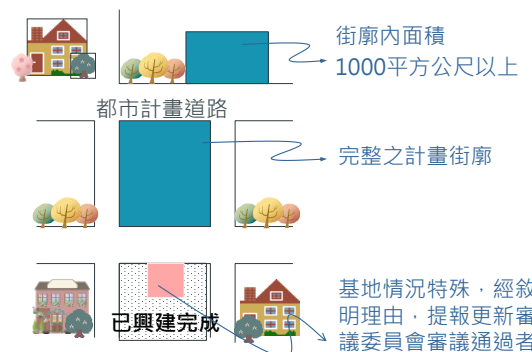 街廓內面積
1000平方公尺以上
都市計畫道路
完整之計畫街廓
已興建完成
基地情況特殊，經敘
明理由，提報更新審
議委員會審議通過者